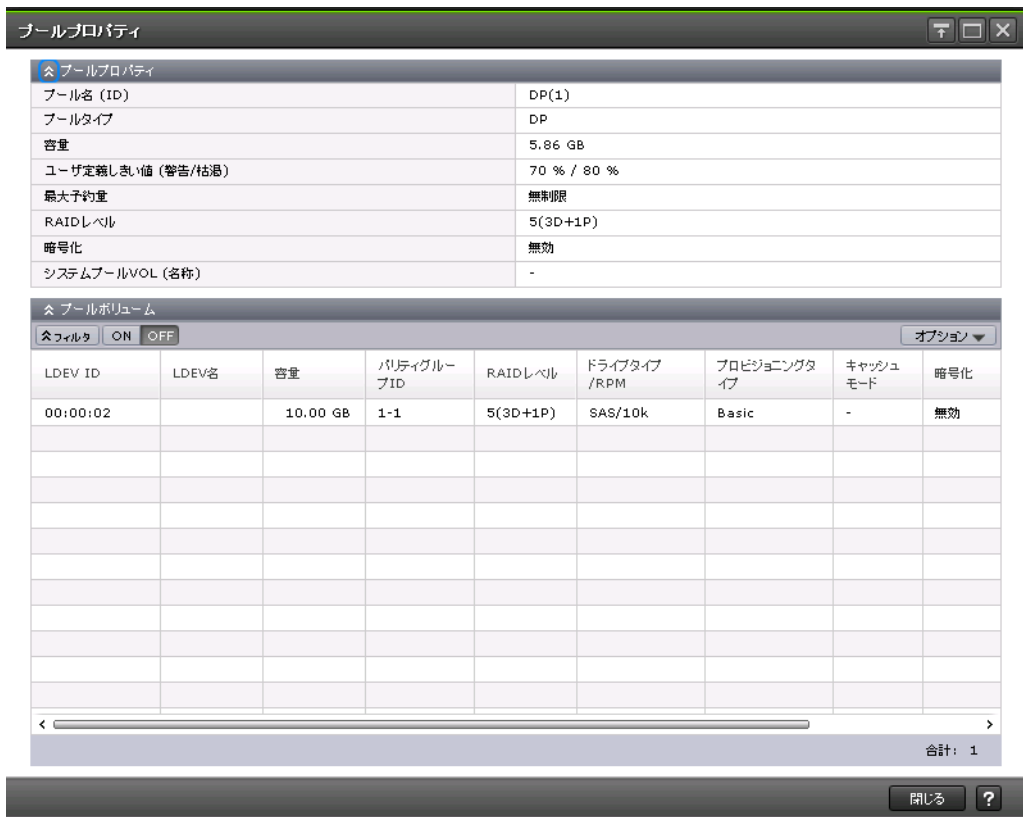 プールプロパティ
プールプロパティ
プール名 (ID) DP(1)
プールタイプ DP
容量 5.86 GB
ユーザ定義しきい値 (警告/枯渇) 70 % / 80 %
最大予約量 無制限
RAIDレベル 5(3D+1P)
暗号化 無効
システムプールVOL (名称) -
プールボリューム
フィルタ ON OFF オプション
LDEV ID LDEV名 容量 パリティグループID RAIDレベル ドライブタイプ/RPM プロビジョニングタイプ キャッシュモード 暗号化
00:00:02 10.00 GB 1-1 5(3D+1P) SAS/10k Basic - 無効
合計: 1
閉じる ?